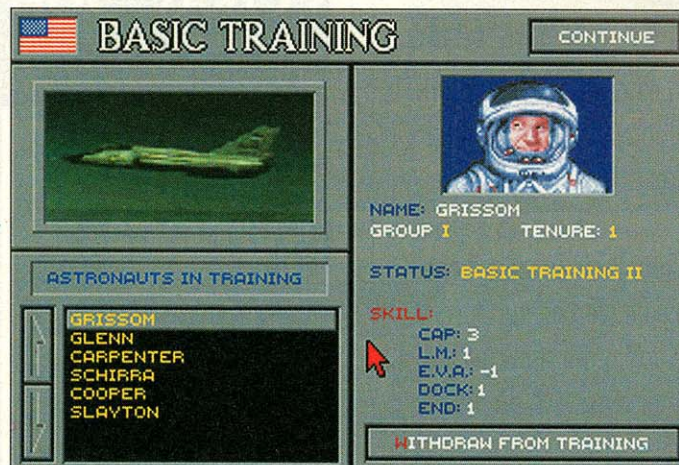 BASIC TRAINING
CONTINUE
NAME: GRISSOM
GROUP I TENURE: 1
STATUS: BASIC TRAINING II
SKILL:
CAP: 3
L.M.: 1
E.V.A.: -1
DOCK: 1
END: 1
WITHDRAW FROM TRAINING
ASTRONAUTS IN TRAINING
GRISSOM
GLENN
CARPENTER
SCHIRRA
COOPER
SLAYTON